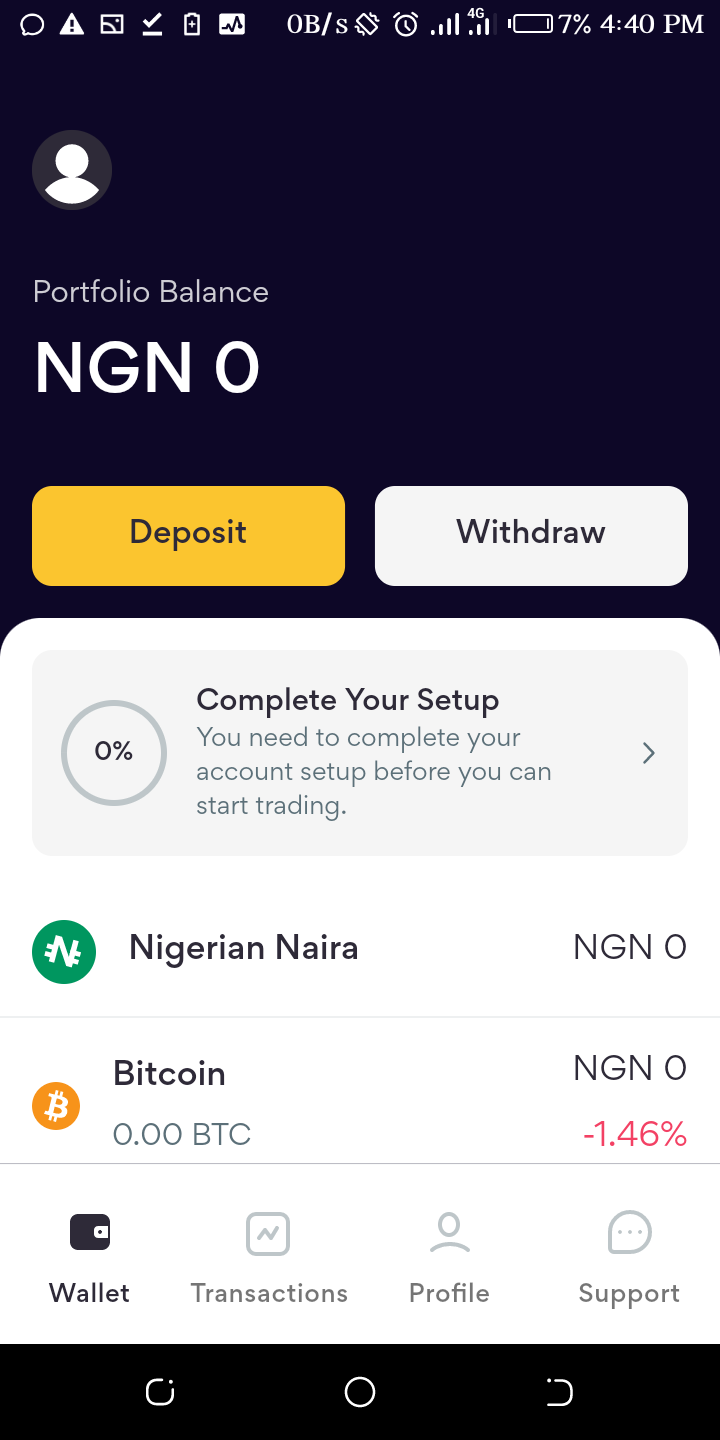 0B/s 4G 7% 4:40 PM
Portfolio Balance
NGN 0
Deposit Withdraw
0%
Complete Your Setup
You need to complete your
account setup before you can
start trading.
Nigerian Naira NGN 0
Bitcoin NGN 0
0.00 BTC -1.46%
Wallet Transactions Profile Support